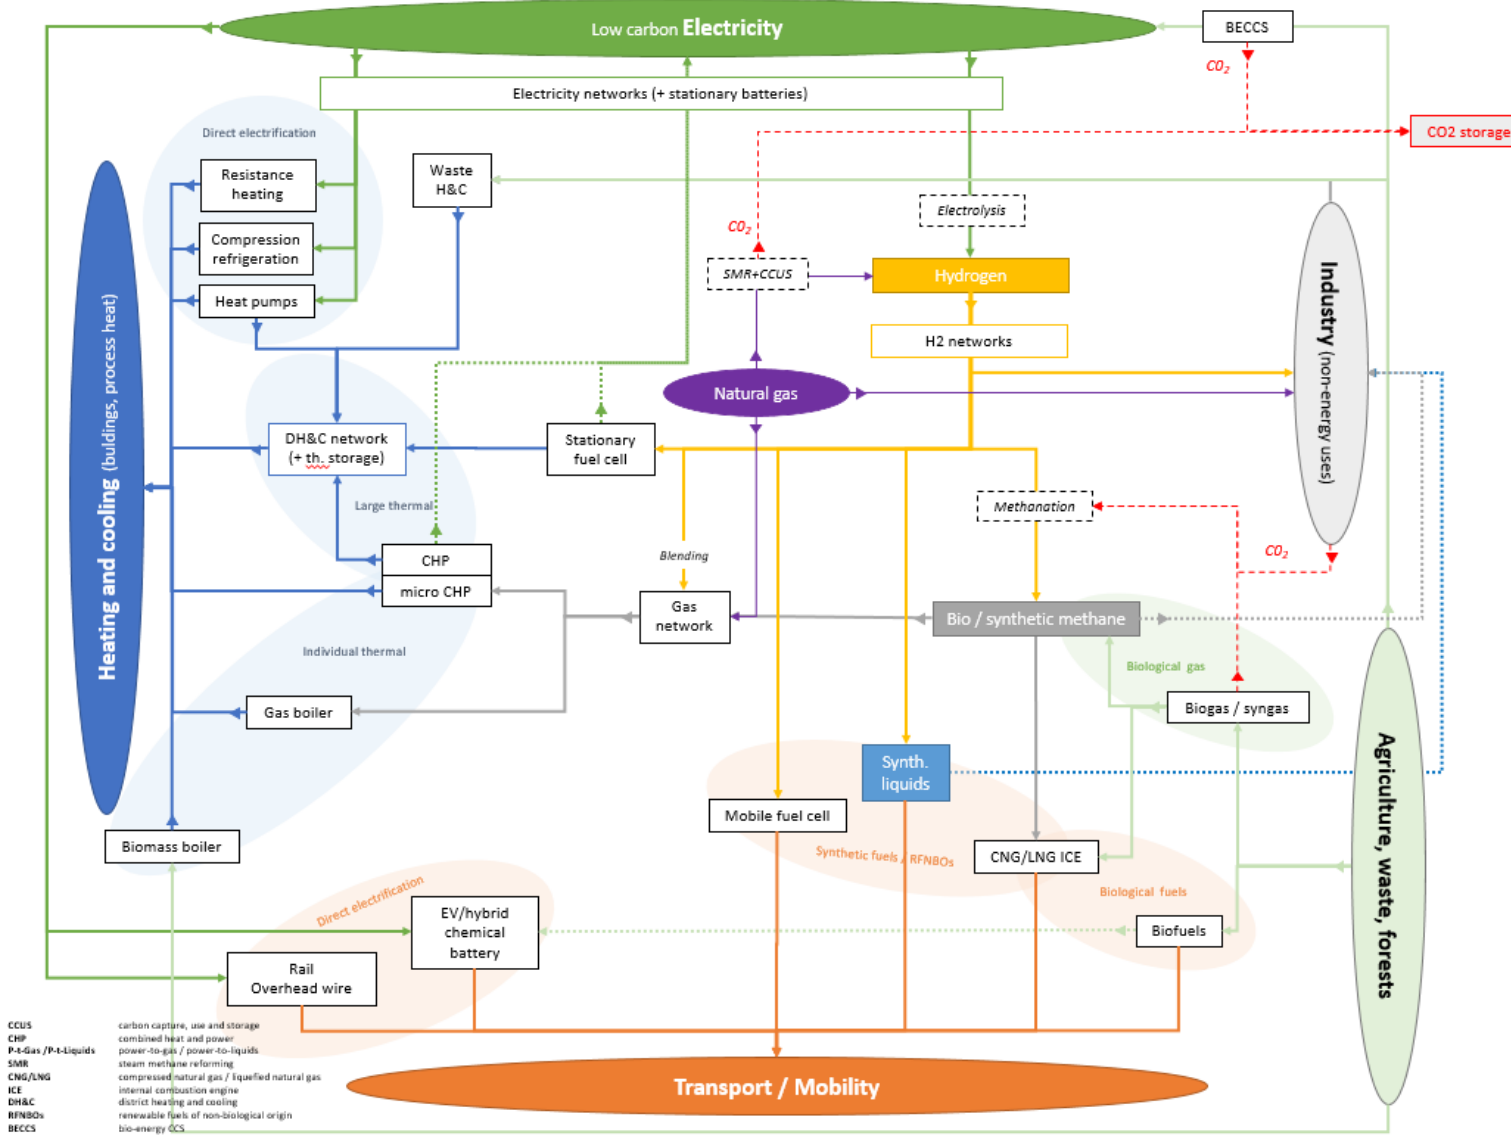 Low carbon Electricity
BECCS
CO2
Electricity networks (+ stationary batteries)
CO2 storage
Direct electrification
Resistance
heating
Waste
H&C
Electrolysis
CO2
Compression
refrigeration
SMR+CCUS
Hydrogen
Heat pumps
H2 networks
Natural gas
Industry (non-energy uses)
Heating and cooling (buldings, process heat)
DH&C network
(+ th. storage)
Stationary
fuel cell
Large thermal
Methanation
CO2
CHP
Blending
micro CHP
Gas
network
Bio / synthetic methane
Individual thermal
Biological gas
Gas boiler
Biogas / syngas
Synth.
liquids
Agriculture, waste, forests
Mobile fuel cell
Biomass boiler
Synthetic fuels / RFNBOs
CNG/LNG ICE
Direct electrification
Biological fuels
EV/hybrid
chemical
battery
Biofuels
Rail
Overhead wire
CCUS carbon capture, use and storage
CHP combined heat and power
P-t-Gas /P-t-Liquids power-to-gas / power-to-liquids
SMR steam methane reforming
CNG/LNG compressed natural gas / liquefied natural gas
ICE internal combustion engine
DH&C district heating and cooling
RFNBOs renewable fuels of non-biological origin
BECCS bio-energy CCS
Transport / Mobility